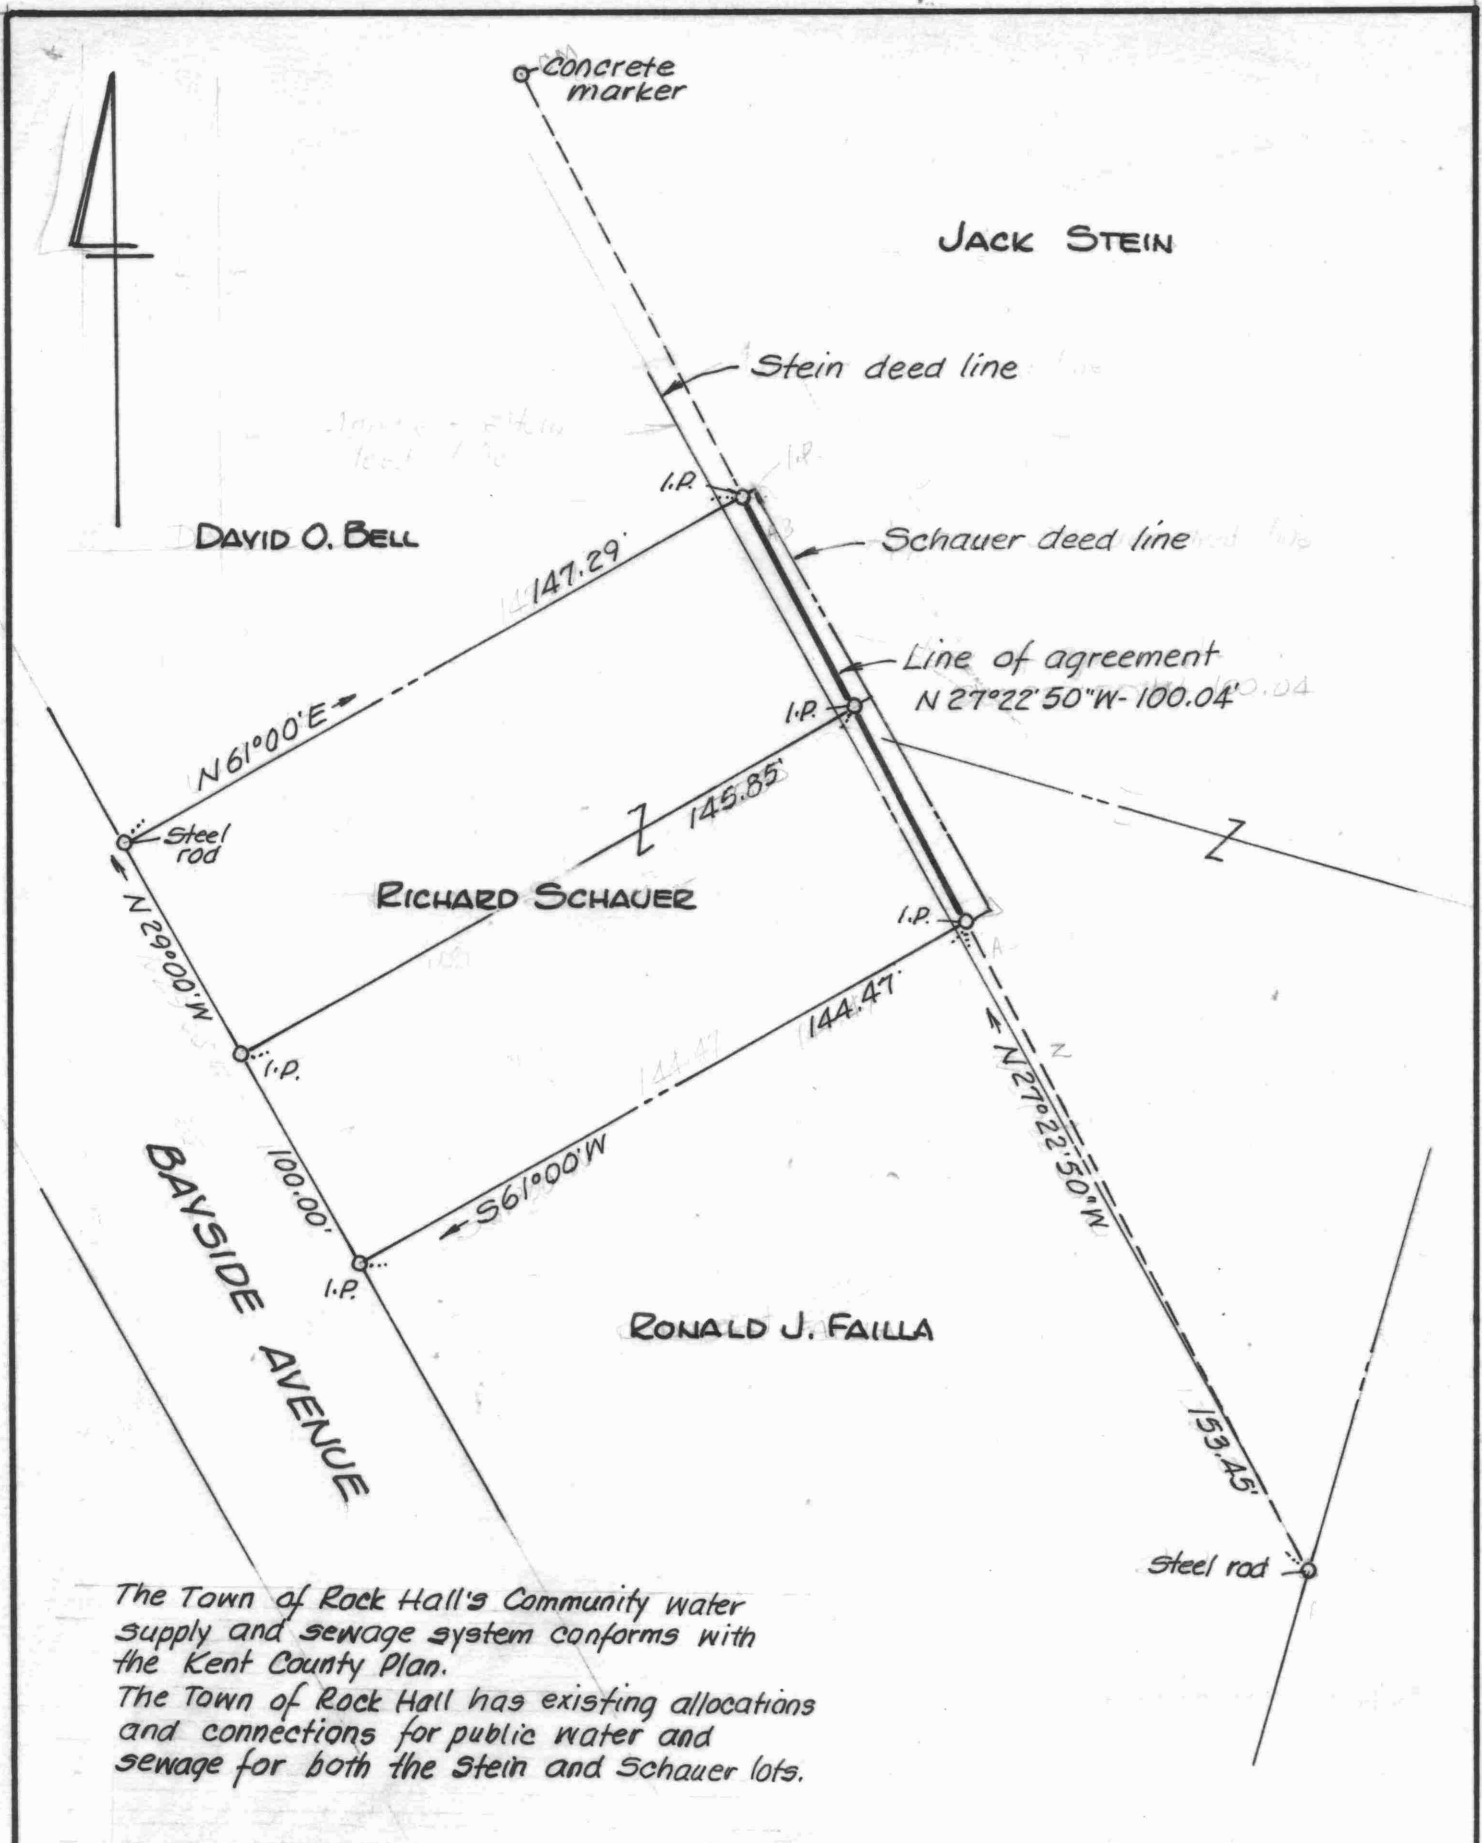 Concrete
marker
JACK STEIN
Stein deed line
I.P.
DAVID O. BELL
Schauer deed line
147.29'
Line of agreement
N 27°22'50"W - 100.04'
I.P.
N 61°00'E
145.85'
Steel
rod
RICHARD SCHAUER
I.P.
N 29°00'W
144.47'
I.P.
N 27°22'50"W
100.00'
S 61°00'W
BAYSIDE AVENUE
I.P.
RONALD J. FAILLA
153.45'
Steel rod
The Town of Rock Hall's Community water
supply and sewage system conforms with
the Kent County Plan.
The Town of Rock Hall has existing allocations
and connections for public water and
sewage for both the Stein and Schauer lots.